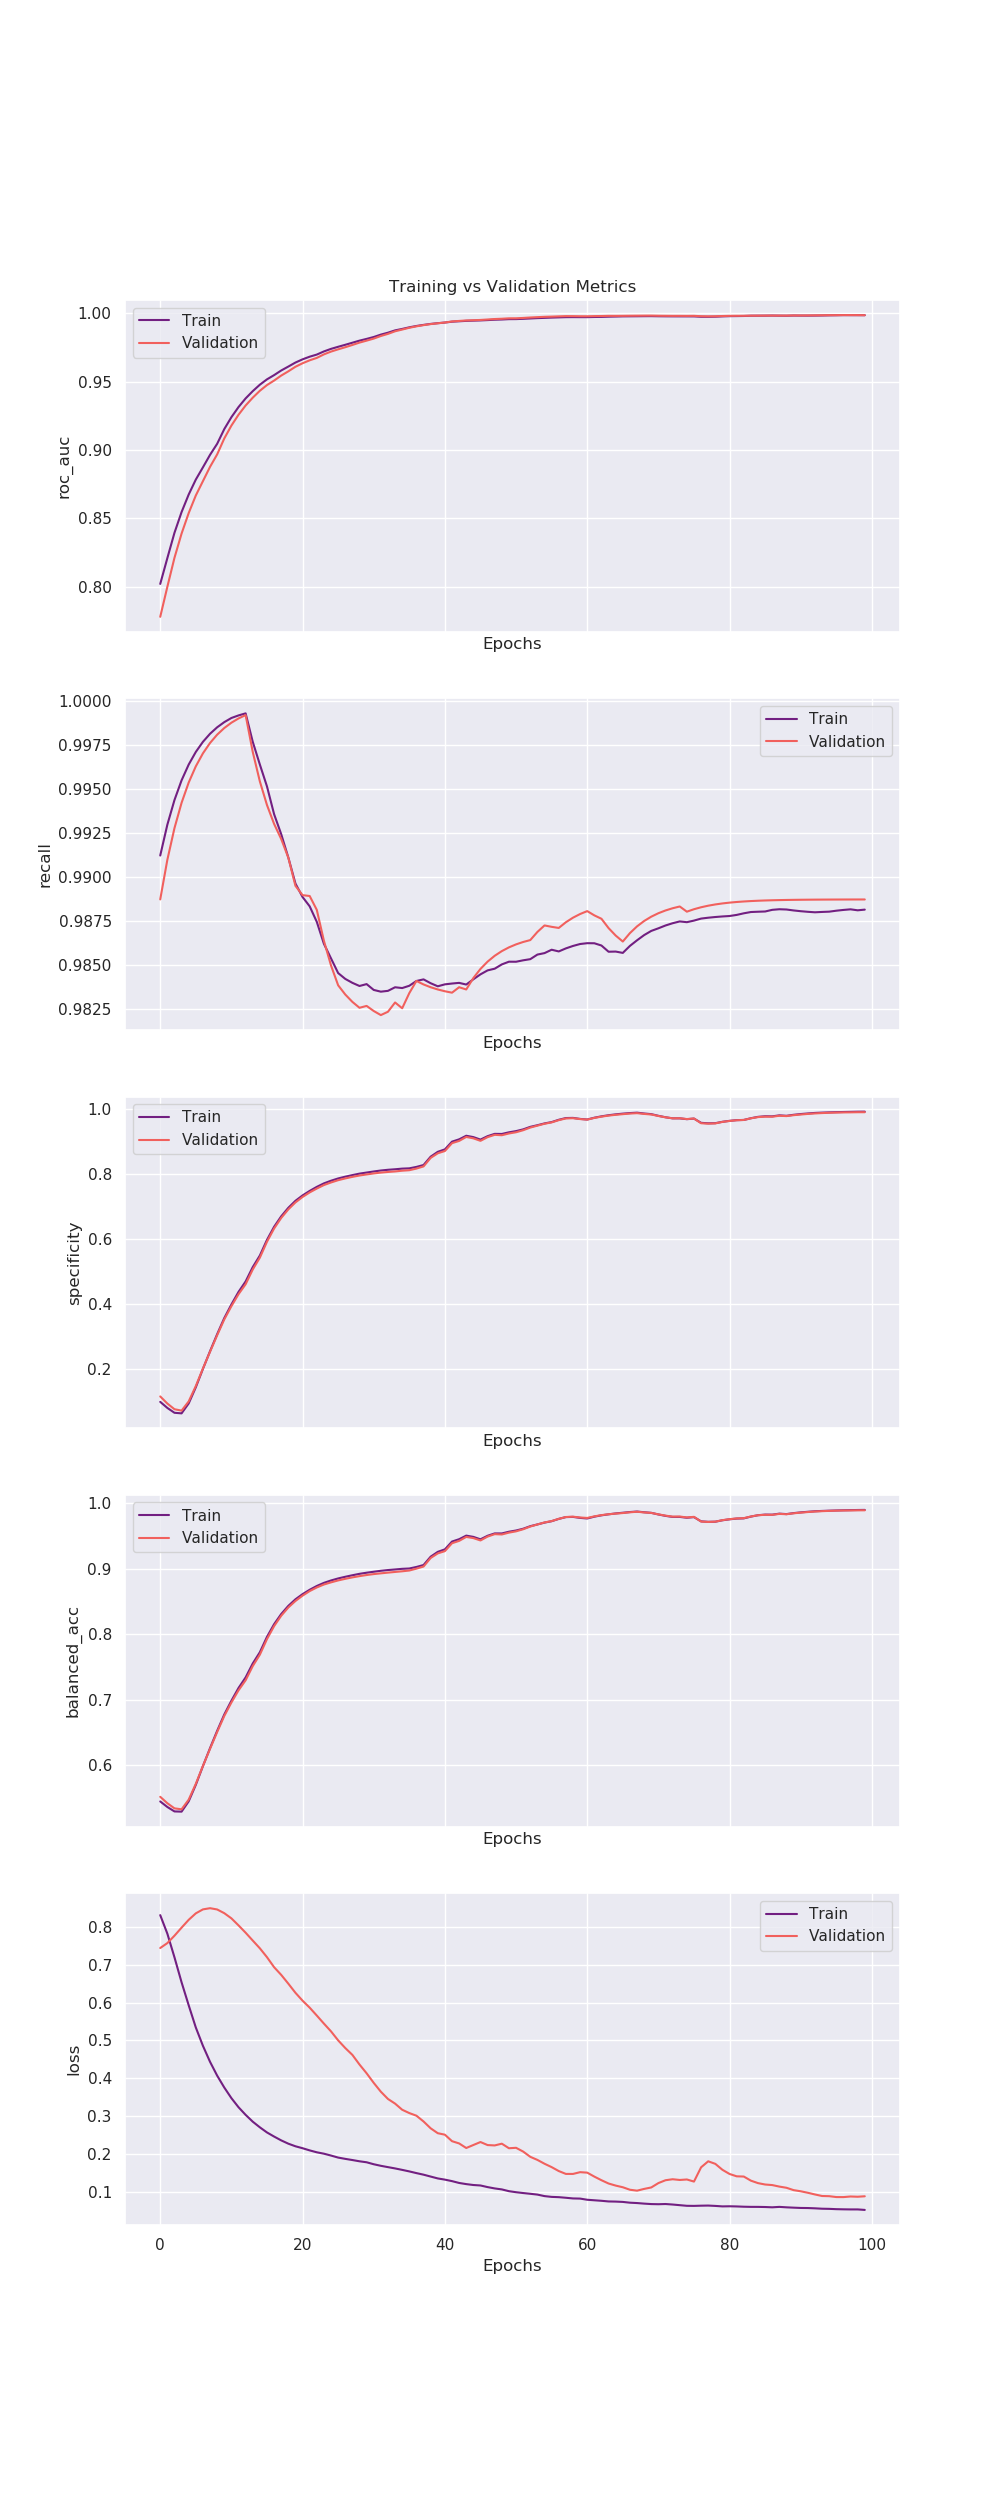 Training vs Validation Metrics
1.00
0.95
0.90
0.85
0.80
roc_auc
Train
Validation
Epochs
1.0000
0.9975
0.9950
0.9925
0.9900
0.9875
0.9850
0.9825
recall
Train
Validation
Epochs
1.0
0.8
0.6
0.4
0.2
specificity
Train
Validation
Epochs
1.0
0.9
0.8
0.7
0.6
balanced_acc
Train
Validation
Epochs
0.8
0.7
0.6
0.5
0.4
0.3
0.2
0.1
loss
Train
Validation
0 20 40 60 80 100
Epochs